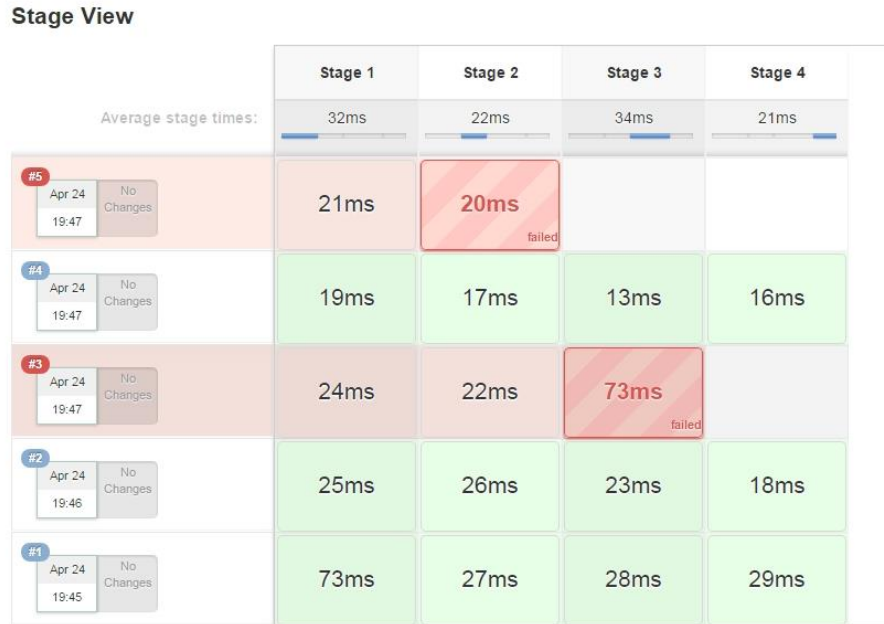 Stage View
Stage 1 Stage 2 Stage 3 Stage 4
Average stage times: 32ms 22ms 34ms 21ms
#5
Apr 24 No
Changes
19:47
21ms 20ms
failed
#4
Apr 24 No
Changes
19:47
19ms 17ms 13ms 16ms
#3
Apr 24 No
Changes
19:47
24ms 22ms 73ms
failed
#2
Apr 24 No
Changes
19:46
25ms 26ms 23ms 18ms
#1
Apr 24 No
Changes
19:45
73ms 27ms 28ms 29ms